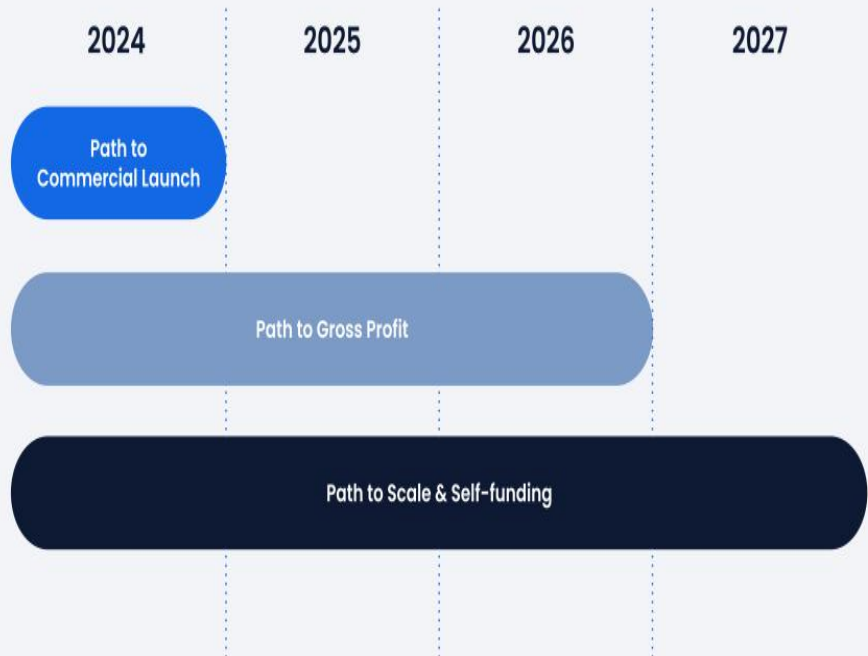 2024 2025 2026 2027
Path to
Commercial Launch
Path to Gross Profit
Path to Scale & Self-funding